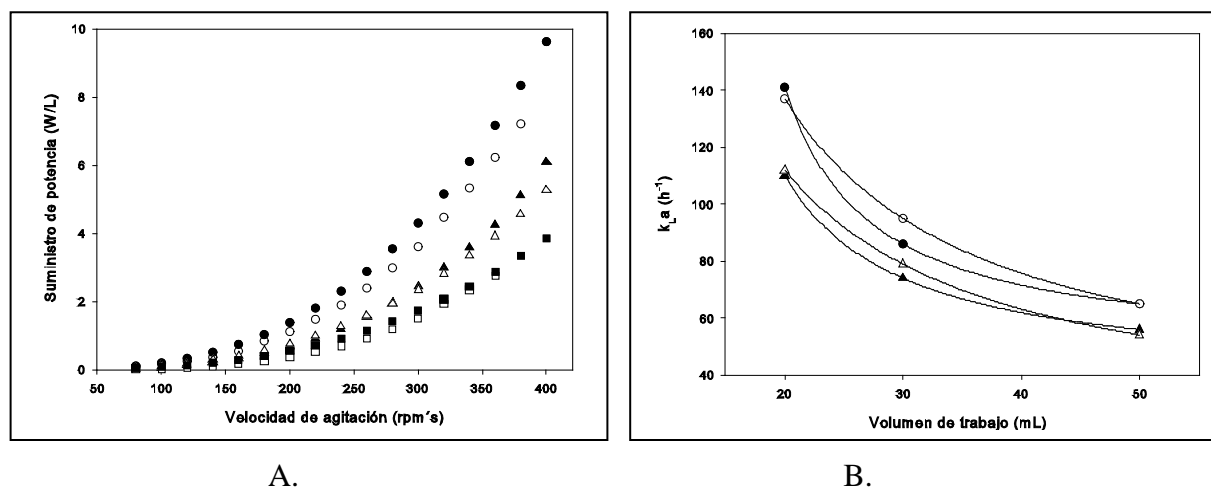 10
8
6
4
2
0
Suministro de potencia (W/L)
50 100 150 200 250 300 350 400
Velocidad de agitación (rpm´s)
A.
160
140
120
100
80
60
40
k_L a (h⁻¹)
20 30 40 50
Volumen de trabajo (mL)
B.